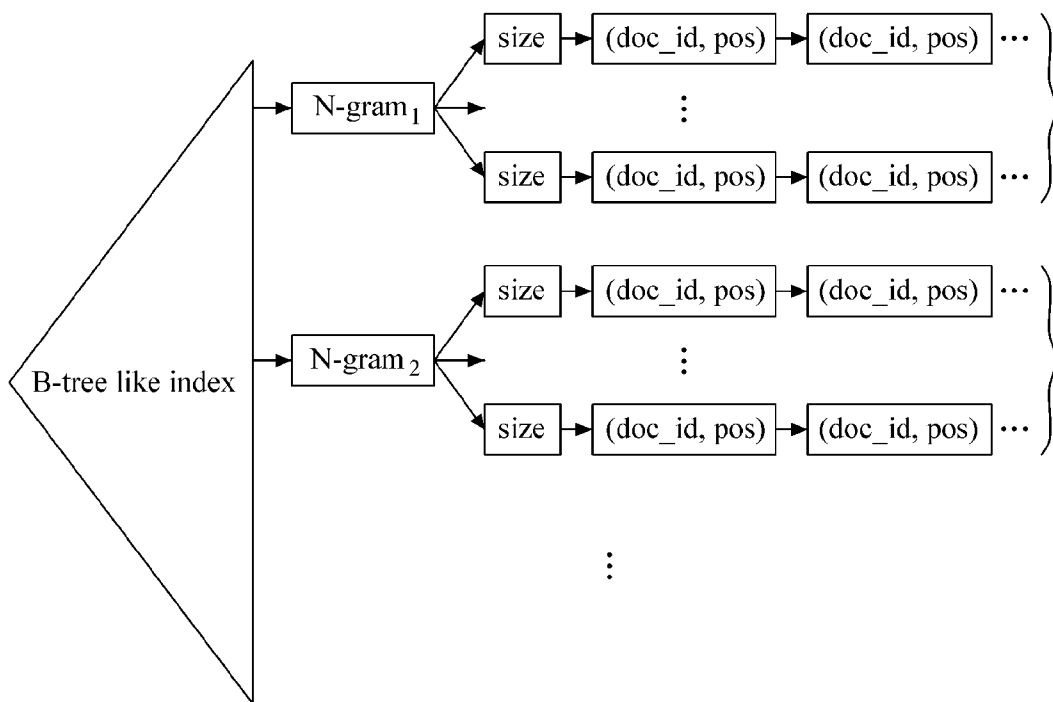 size (doc_id, pos) (doc_id, pos) ...
N-gram1
⋮
size (doc_id, pos) (doc_id, pos) ...
size (doc_id, pos) (doc_id, pos) ...
N-gram2
⋮
B-tree like index
size (doc_id, pos) (doc_id, pos) ...
⋮